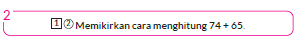 2
1 ② Memikirkan cara menghitung 74 + 65.